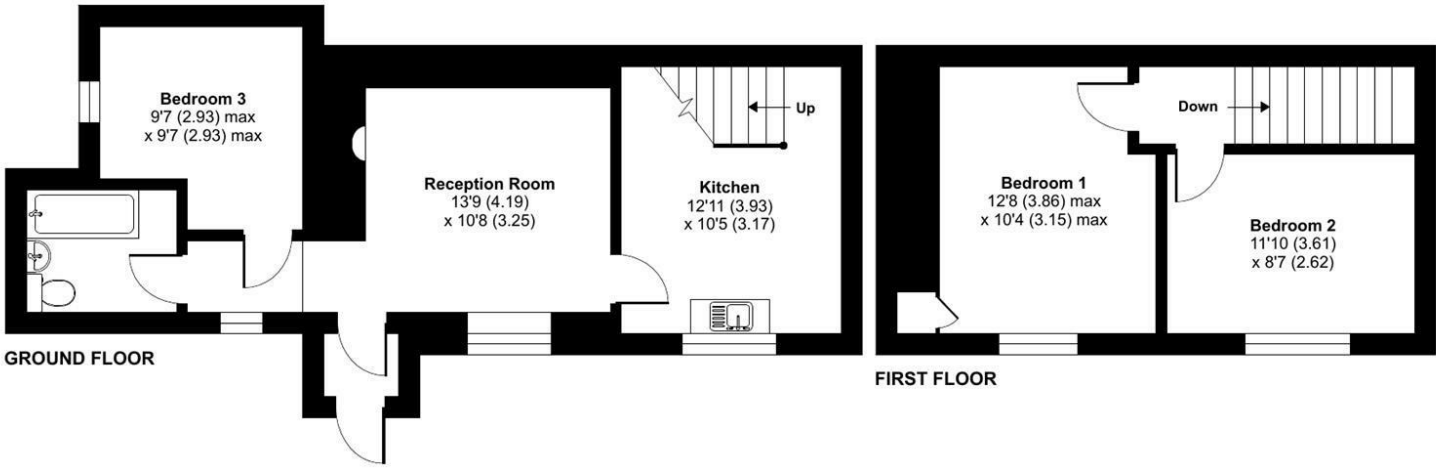 Bedroom 3
9'7 (2.93) max
x 9'7 (2.93) max
Reception Room
13'9 (4.19)
x 10'8 (3.25)
Up
Kitchen
12'11 (3.93)
x 10'5 (3.17)
GROUND FLOOR
Down
Bedroom 1
12'8 (3.86) max
x 10'4 (3.15) max
Bedroom 2
11'10 (3.61)
x 8'7 (2.62)
FIRST FLOOR